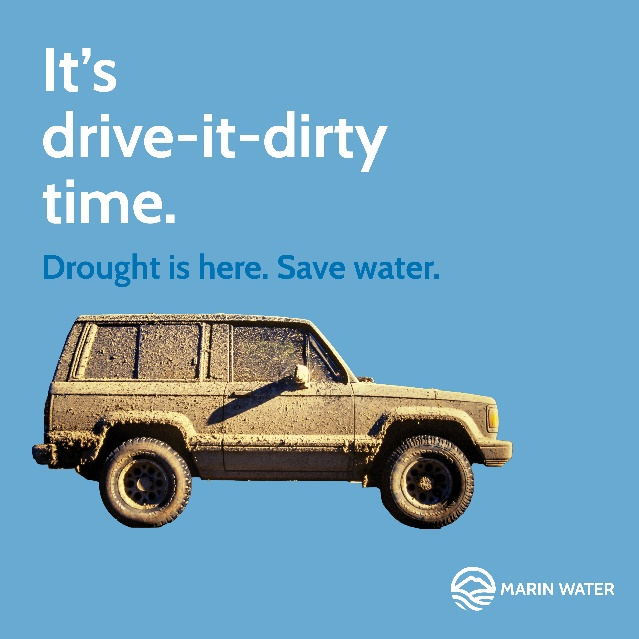 It’s
drive-it-dirty
time.
Drought is here. Save water.
MARIN WATER